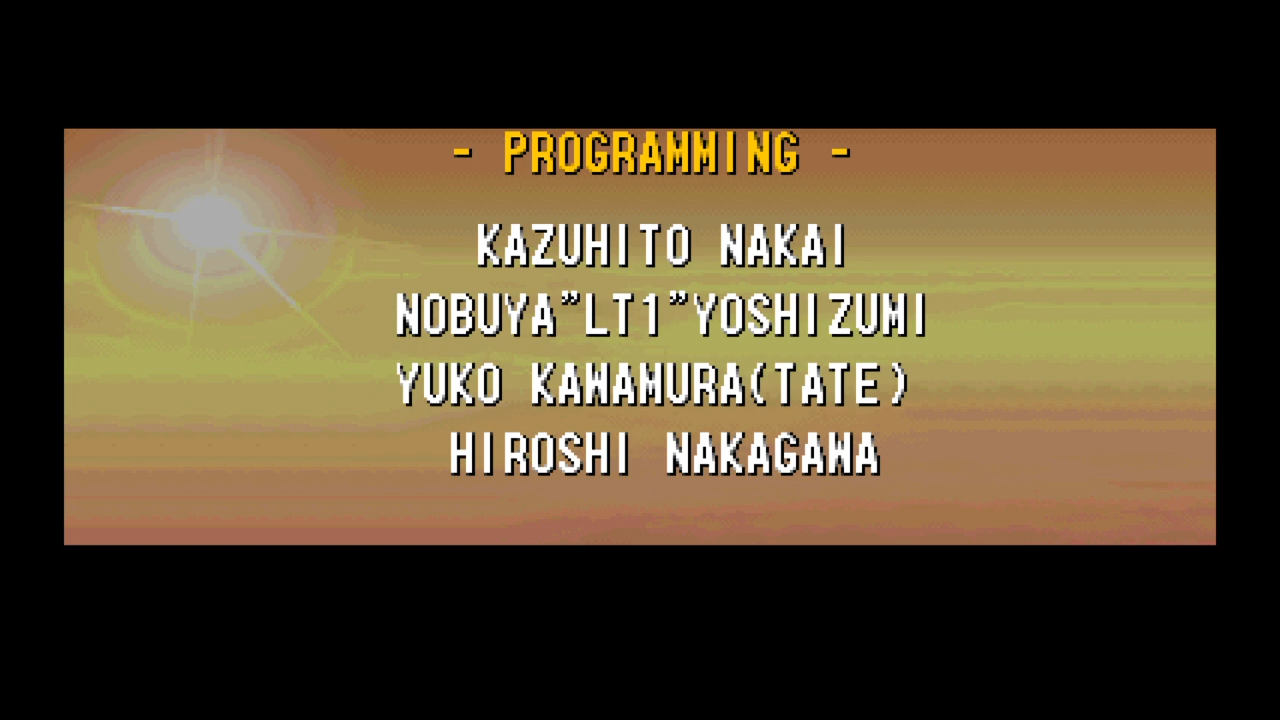 - PROGRAMMING -
KAZUHITO NAKAI
NOBUYA"LT1"YOSHIZUMI
YUKO KAWAMURA(TATE)
HIROSHI NAKAGAWA